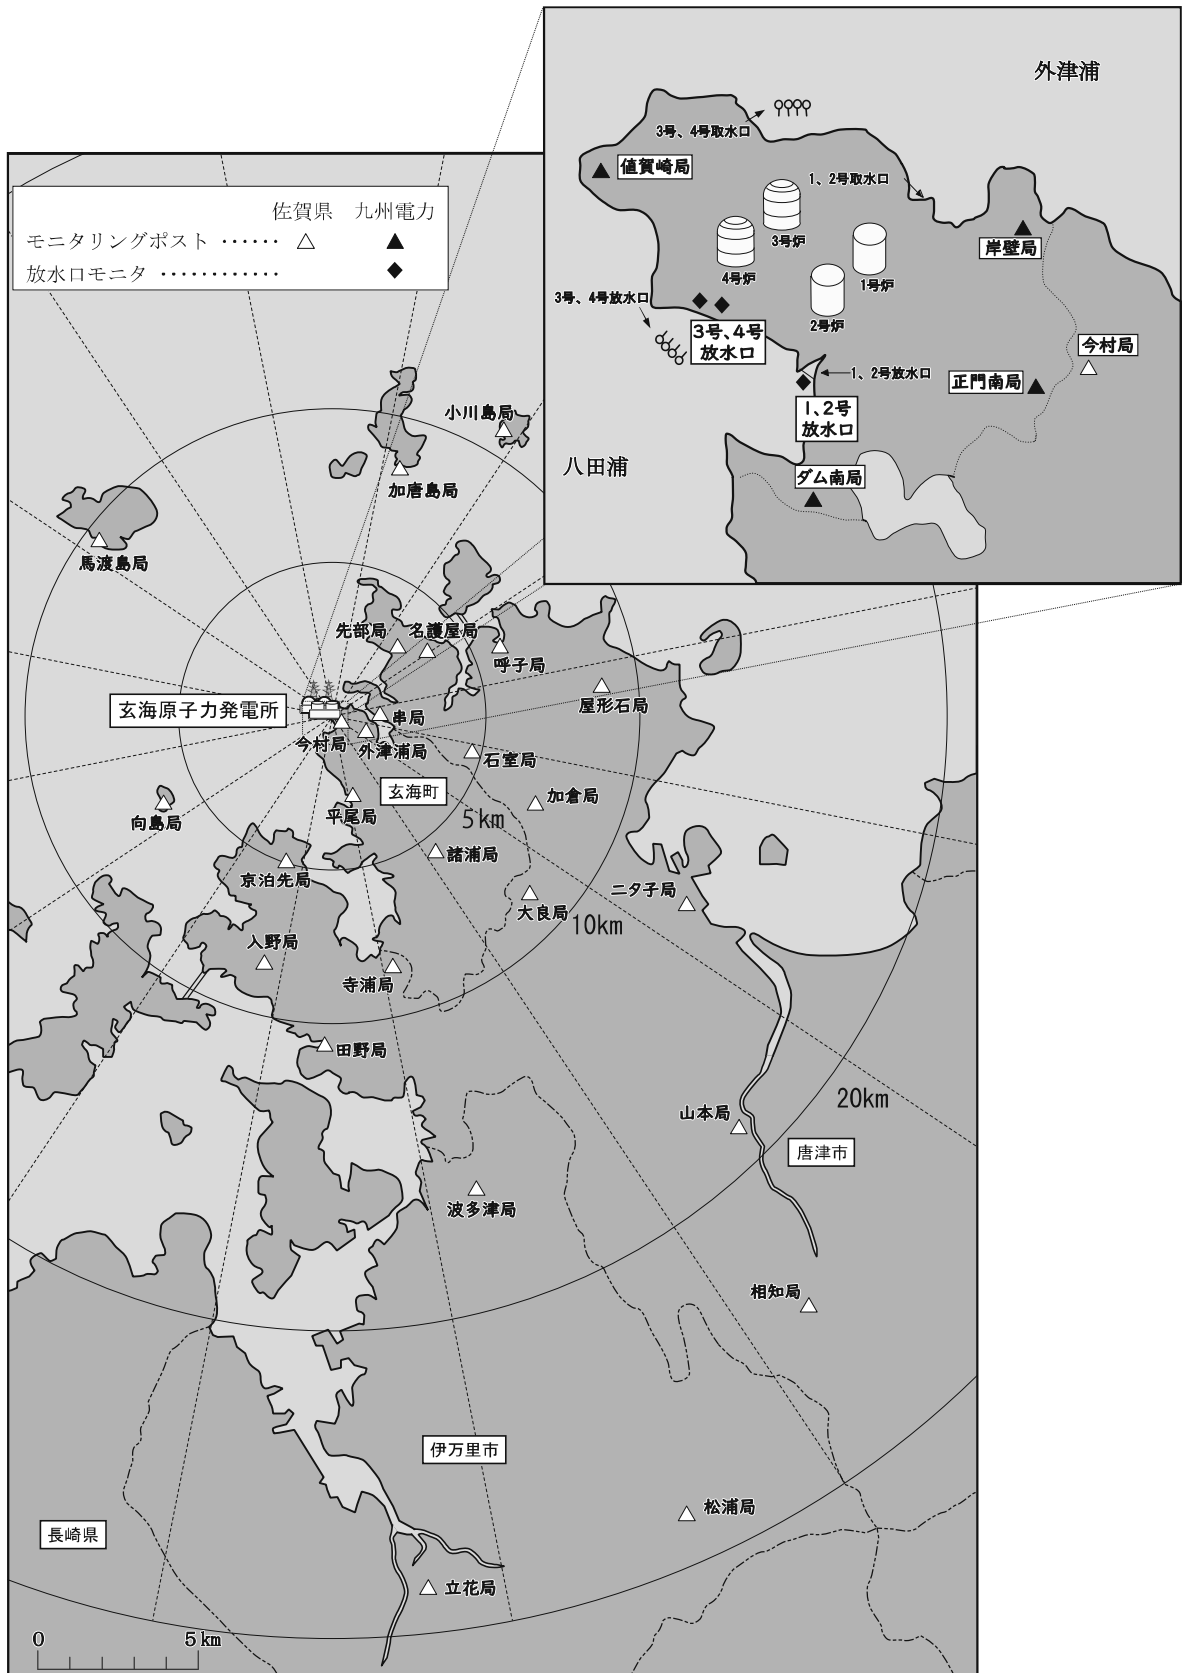 外津浦
3号、4号取水口
値賀崎局
1、2号取水口
3号炉
岸壁局
4号炉
1号炉
3号、4号放水口
2号炉
3号、4号
放水口
今村局
1、2号放水口
正門南局
1、2号
放水口
八田浦
ダム南局
佐賀県 九州電力
モニタリングポスト ・・・・・・ △ ▲
放水口モニタ ・・・・・・・・・・・・ ◆
小川島局
加唐島局
馬渡島局
先部局
名護屋局
呼子局
屋形石局
玄海原子力発電所
串局
今村局
外津浦局
石室局
玄海町
加倉局
向島局
平尾局
5km
諸浦局
京泊先局
二タ子局
大良局
10km
入野局
寺浦局
田野局
20km
山本局
唐津市
波多津局
相知局
伊万里市
松浦局
長崎県
立花局
0 5km